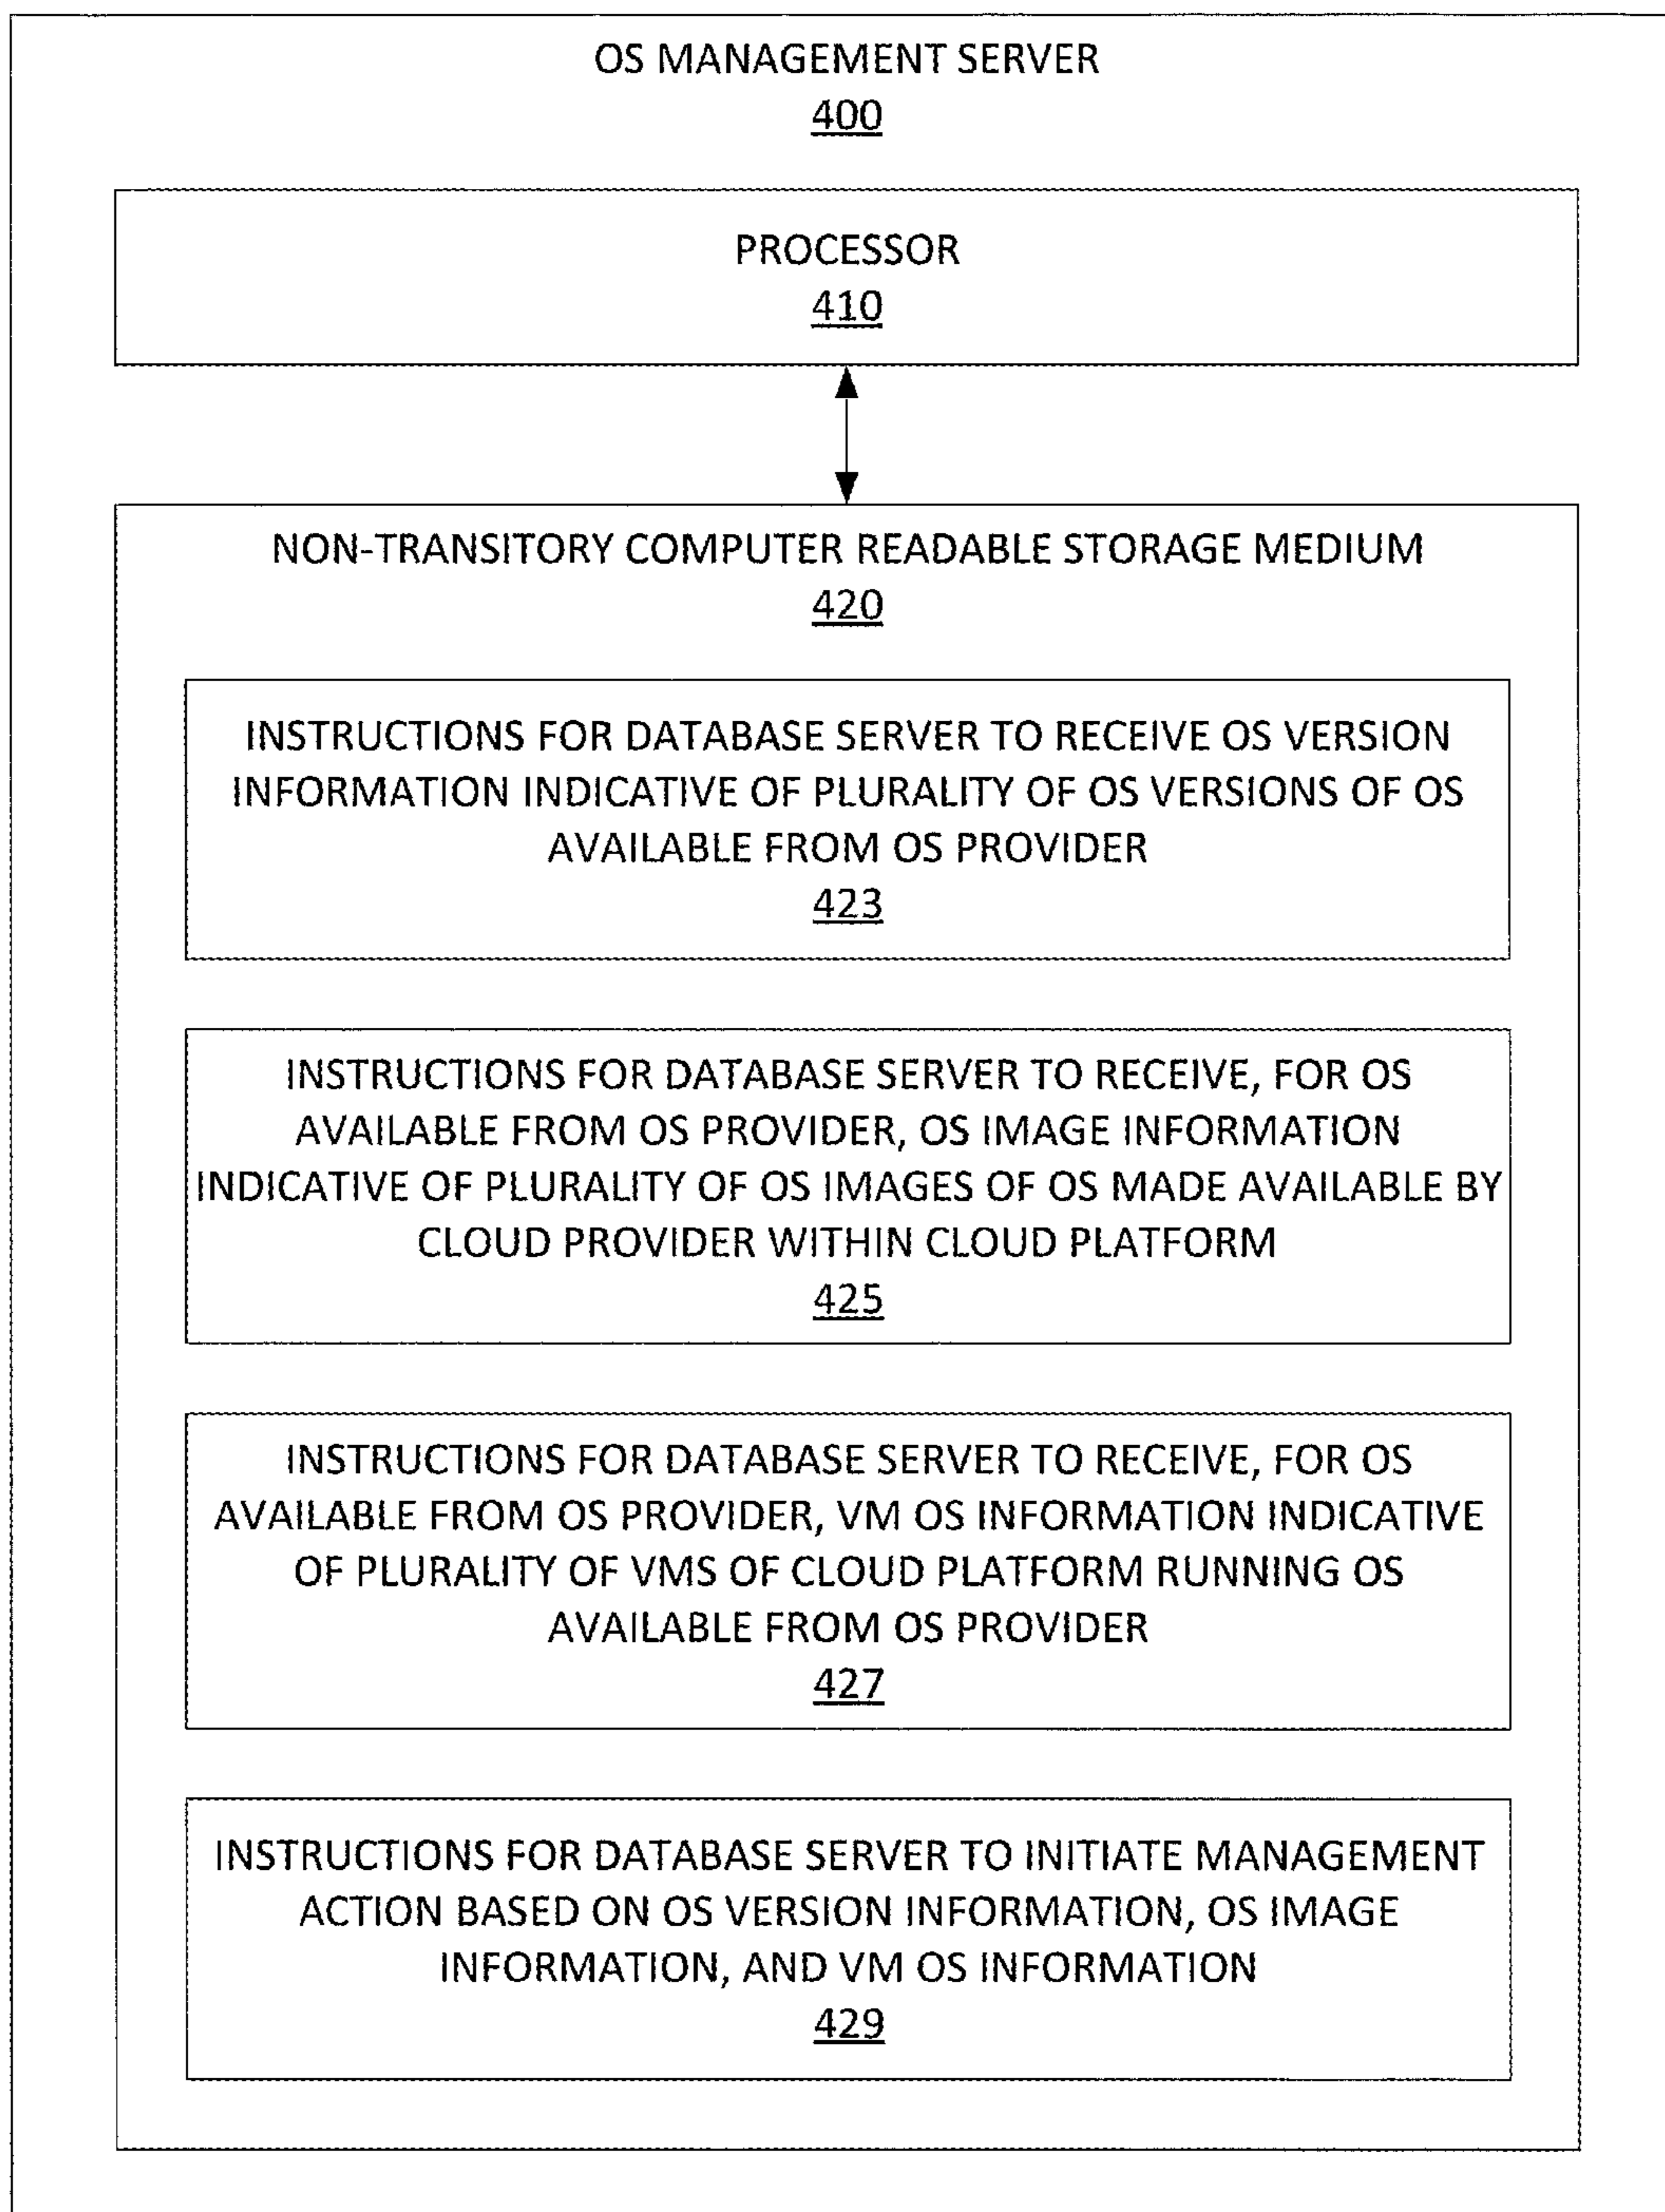 OS MANAGEMENT SERVER
400
PROCESSOR
410
NON-TRANSITORY COMPUTER READABLE STORAGE MEDIUM
420
INSTRUCTIONS FOR DATABASE SERVER TO RECEIVE OS VERSION
INFORMATION INDICATIVE OF PLURALITY OF OS VERSIONS OF OS
AVAILABLE FROM OS PROVIDER
423
INSTRUCTIONS FOR DATABASE SERVER TO RECEIVE, FOR OS
AVAILABLE FROM OS PROVIDER, OS IMAGE INFORMATION
INDICATIVE OF PLURALITY OF OS IMAGES OF OS MADE AVAILABLE BY
CLOUD PROVIDER WITHIN CLOUD PLATFORM
425
INSTRUCTIONS FOR DATABASE SERVER TO RECEIVE, FOR OS
AVAILABLE FROM OS PROVIDER, VM OS INFORMATION INDICATIVE
OF PLURALITY OF VMS OF CLOUD PLATFORM RUNNING OS
AVAILABLE FROM OS PROVIDER
427
INSTRUCTIONS FOR DATABASE SERVER TO INITIATE MANAGEMENT
ACTION BASED ON OS VERSION INFORMATION, OS IMAGE
INFORMATION, AND VM OS INFORMATION
429